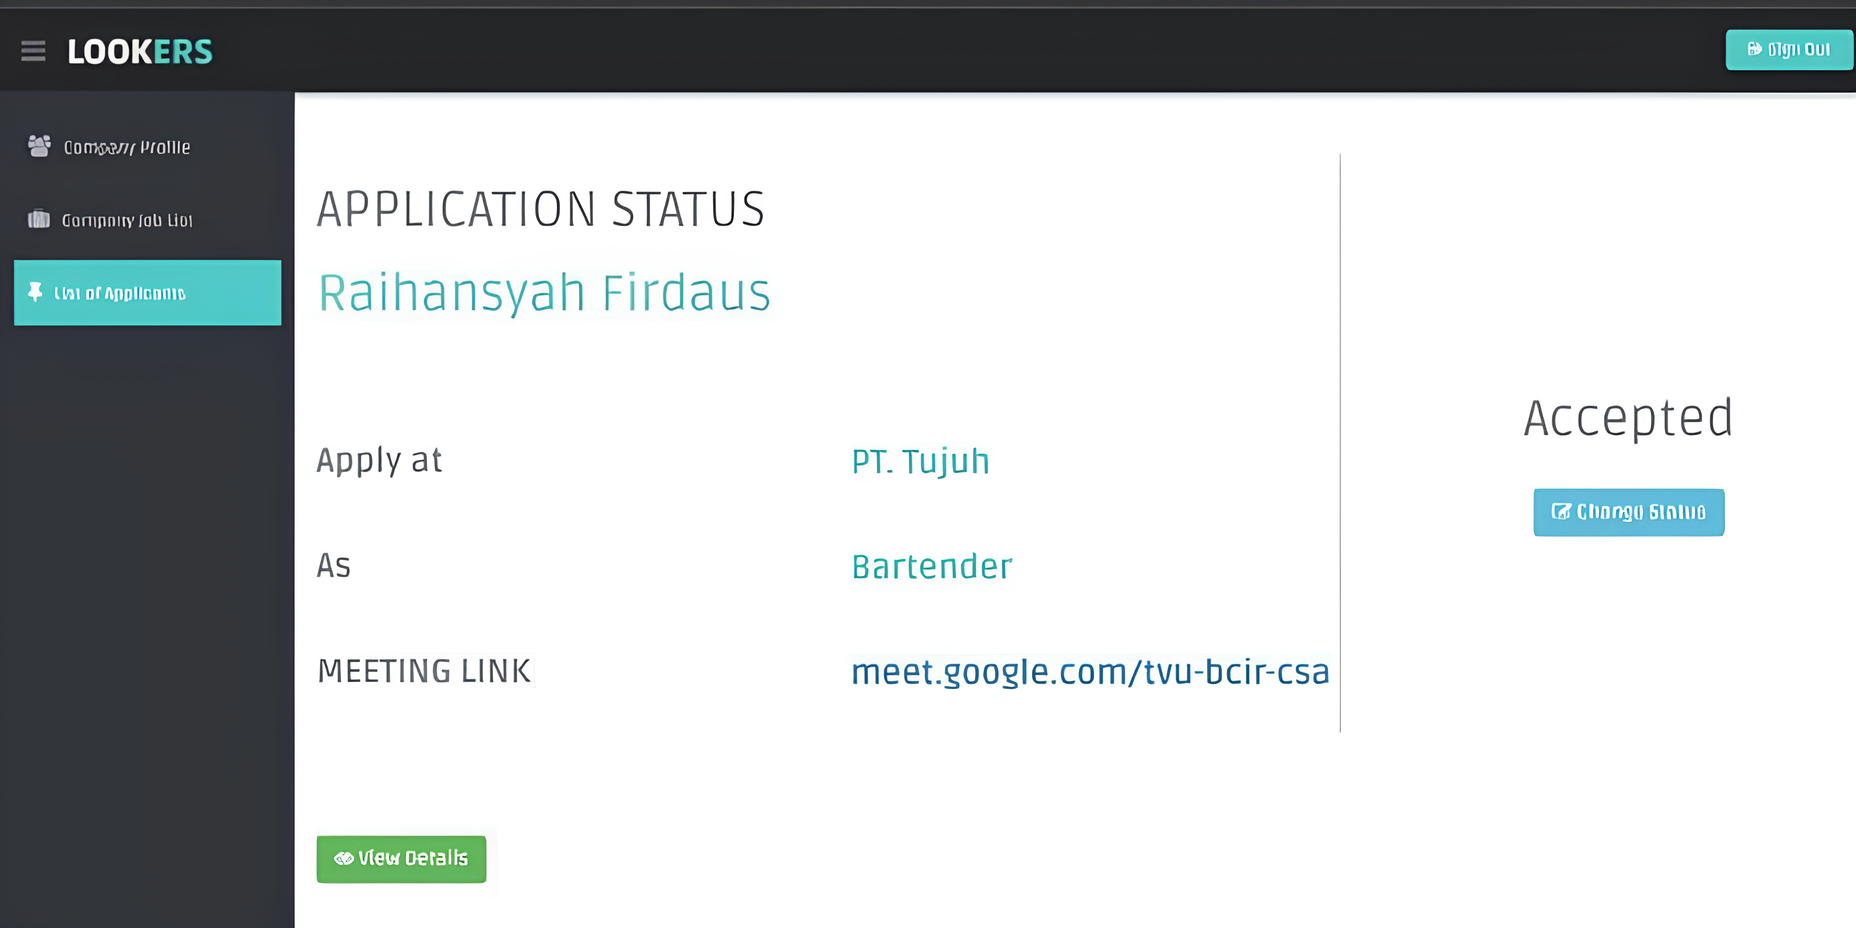 LOOKERS
Sign Out
Company Profile
Company Job List
List of Applicants
APPLICATION STATUS
Raihansyah Firdaus
Apply at
PT. Tujuh
As
Bartender
MEETING LINK
meet.google.com/tvu-bcir-csa
Accepted
Change Status
View Details